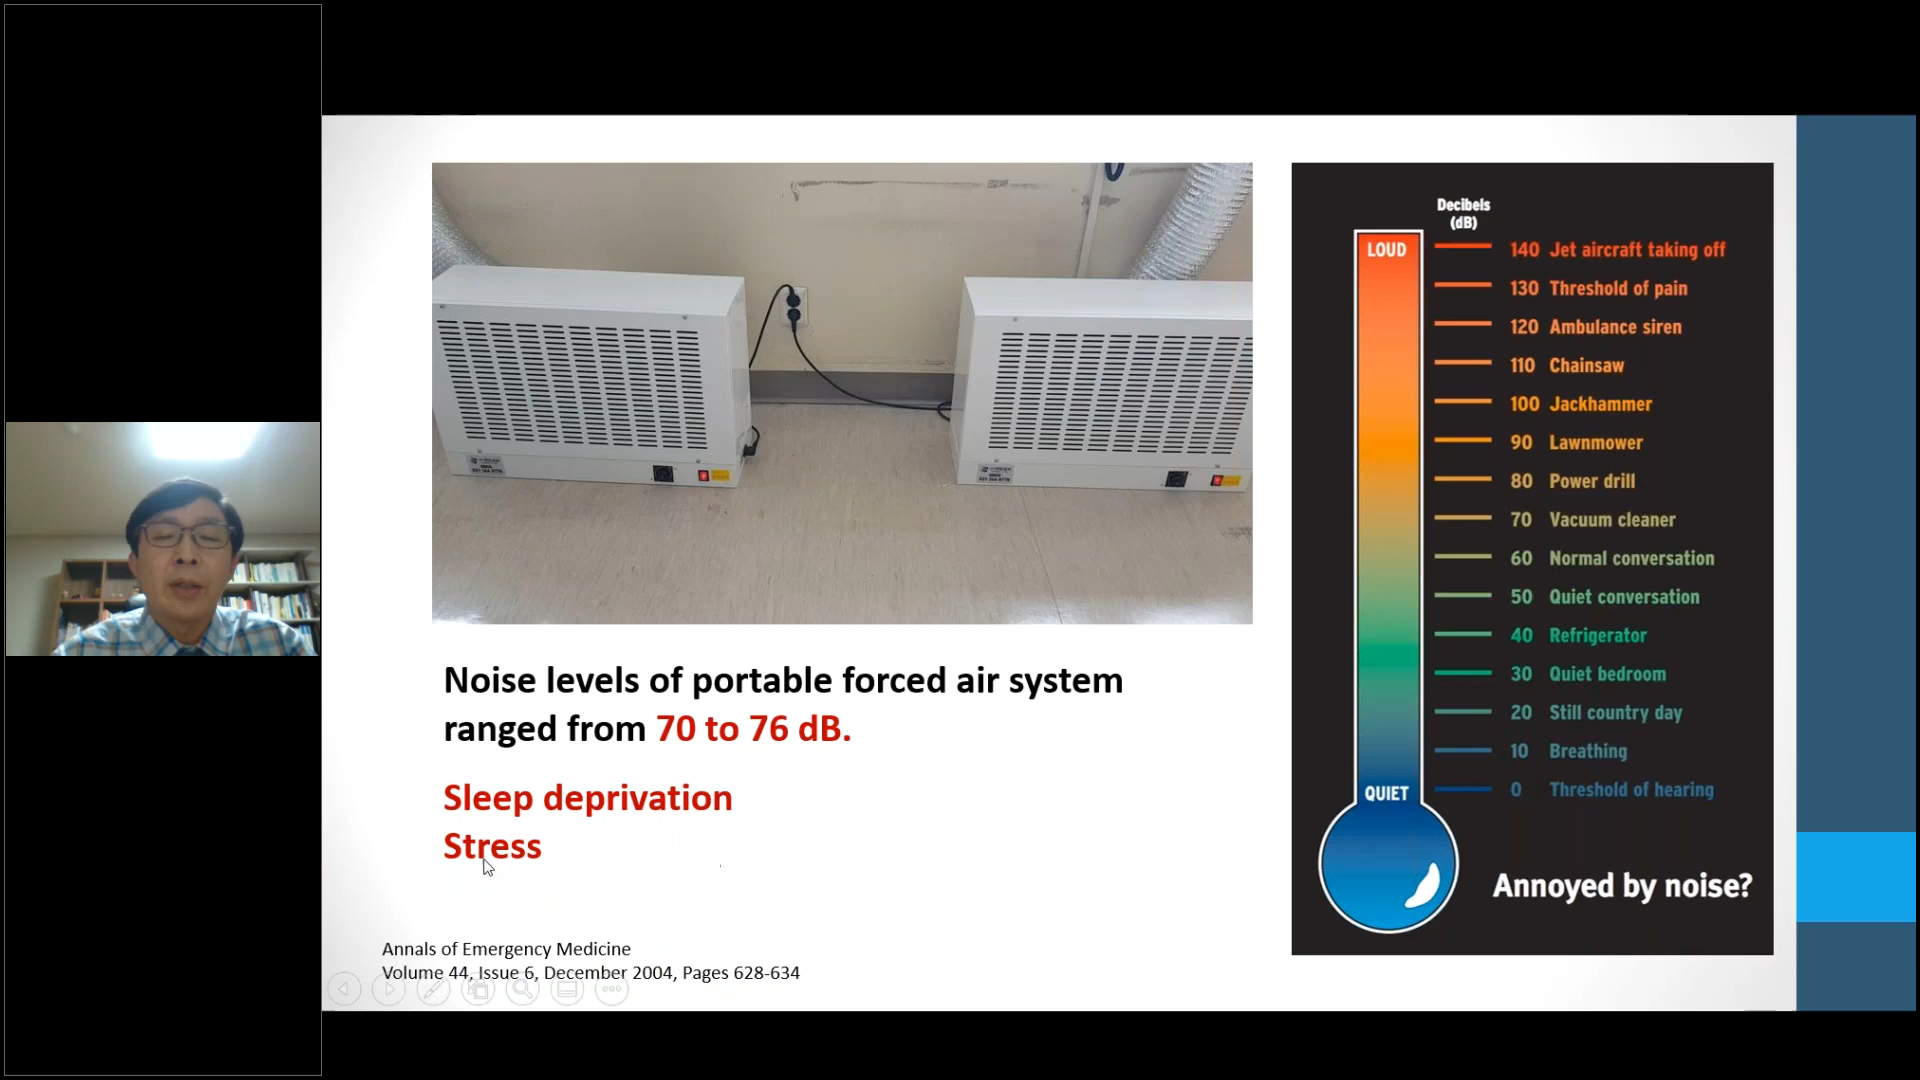 Noise levels of portable forced air system
ranged from 70 to 76 dB.
Sleep deprivation
Stress
Annals of Emergency Medicine
Volume 44, Issue 6, December 2004, Pages 628-634
Decibels
(dB)
LOUD
140 Jet aircraft taking off
130 Threshold of pain
120 Ambulance siren
110 Chainsaw
100 Jackhammer
90 Lawnmower
80 Power drill
70 Vacuum cleaner
60 Normal conversation
50 Quiet conversation
40 Refrigerator
30 Quiet bedroom
20 Still country day
10 Breathing
0 Threshold of hearing
QUIET
Annoyed by noise?